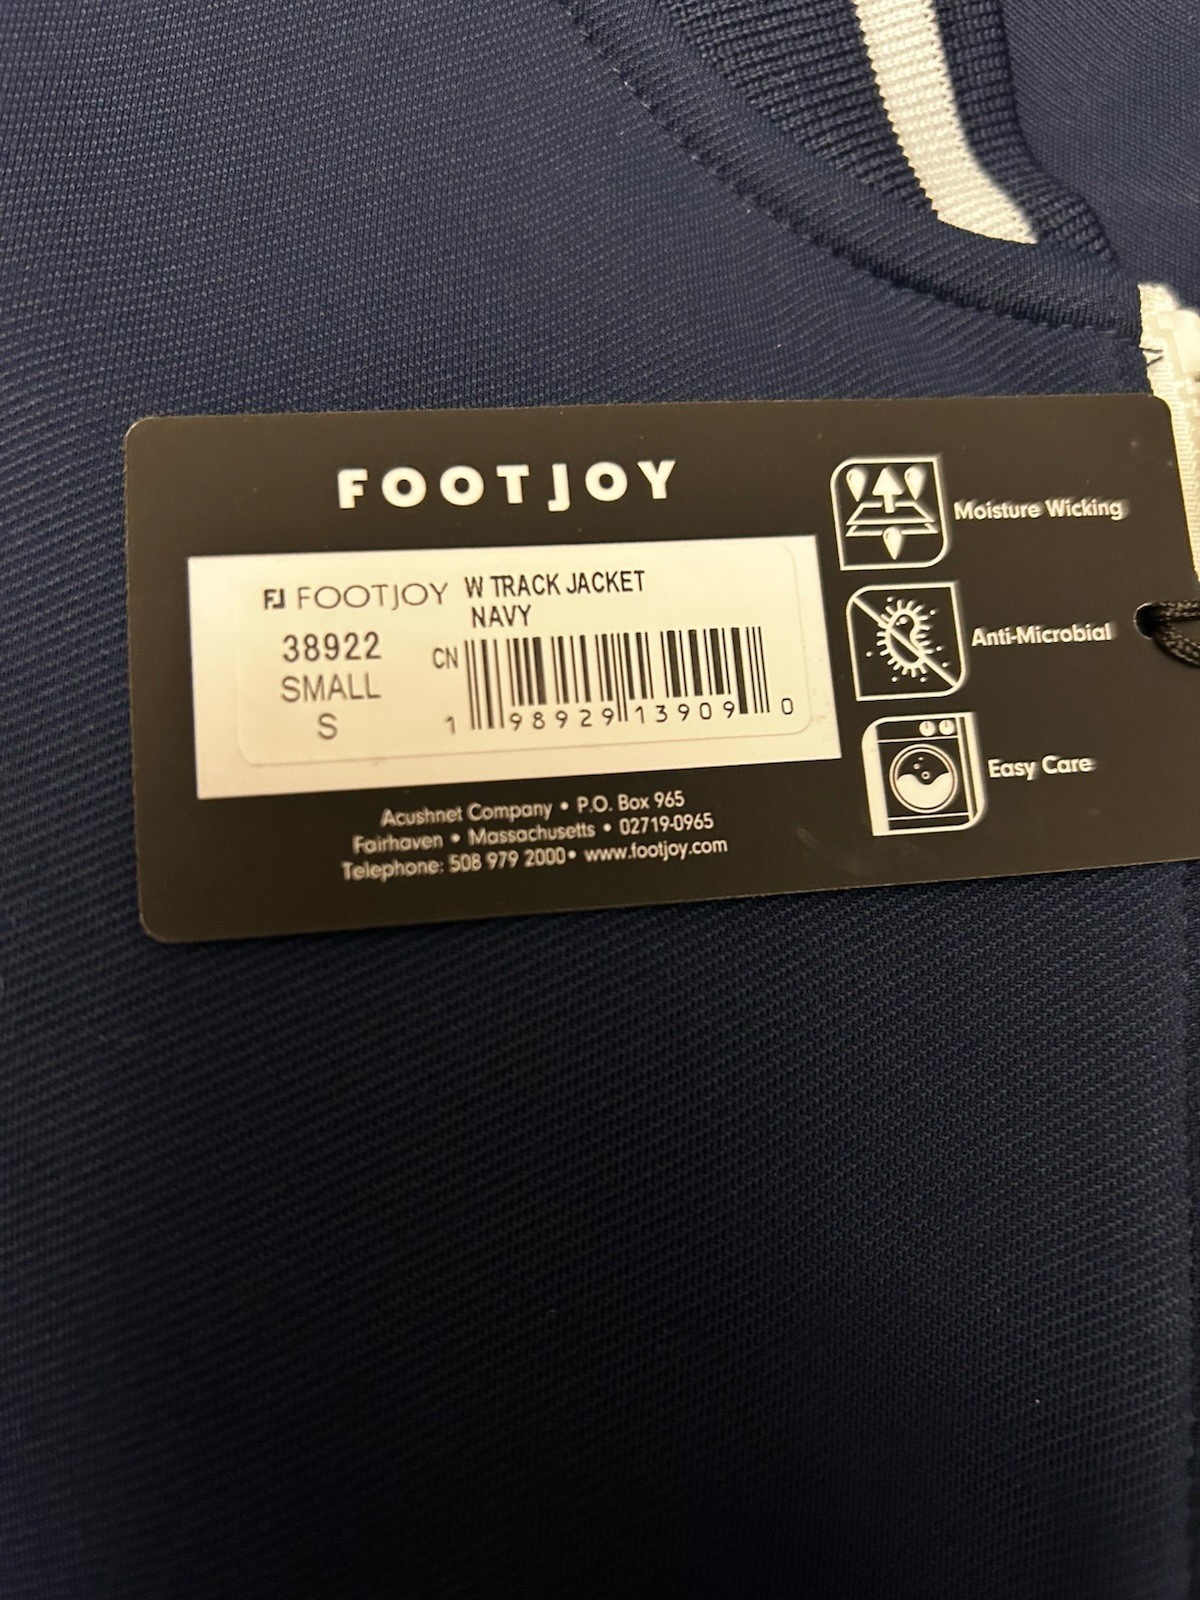 FOOTJOY
FJ FOOTJOY W TRACK JACKET
NAVY
38922
SMALL
S
CN
1 98929 13909 0
Acushnet Company • P.O. Box 965
Fairhaven • Massachusetts • 02719-0965
Telephone: 508 979 2000 • www.footjoy.com
Moisture Wicking
Anti-Microbial
Easy Care